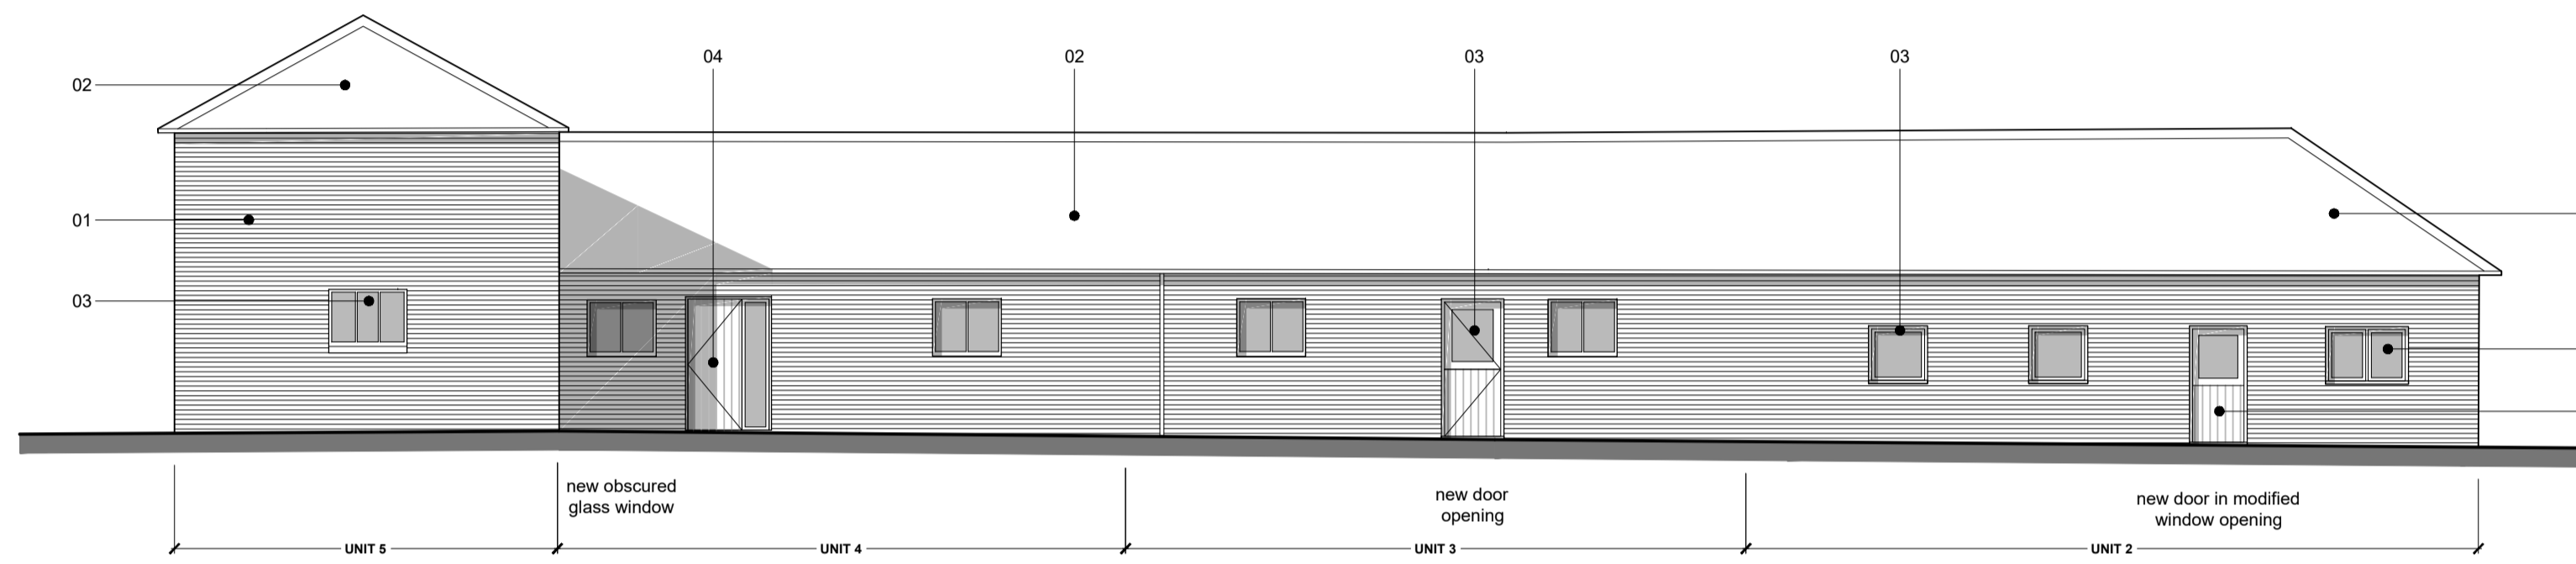 04
02
03
03
02
01
03
new obscured
glass window
new door
opening
new door in modified
window opening
UNIT 5
UNIT 4
UNIT 3
UNIT 2